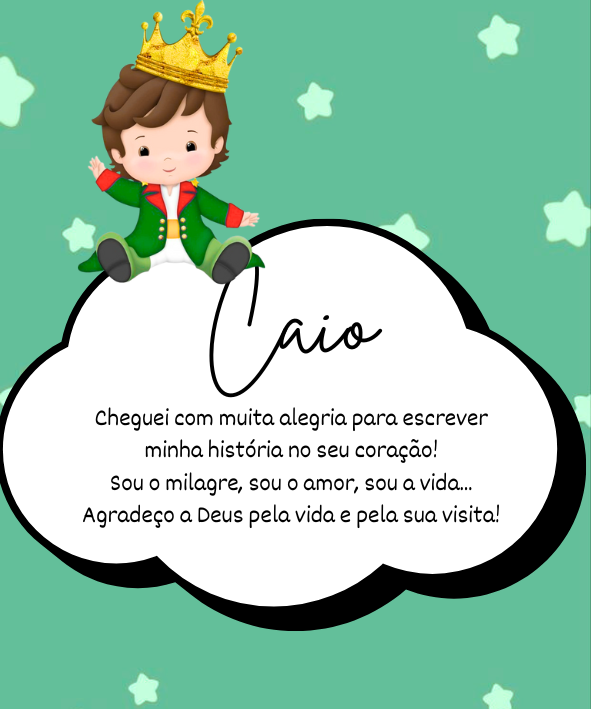 Caio
Cheguei com muita alegria para escrever
minha história no seu coração!
Sou o milagre, sou o amor, sou a vida...
Agradeço a Deus pela vida e pela sua visita!